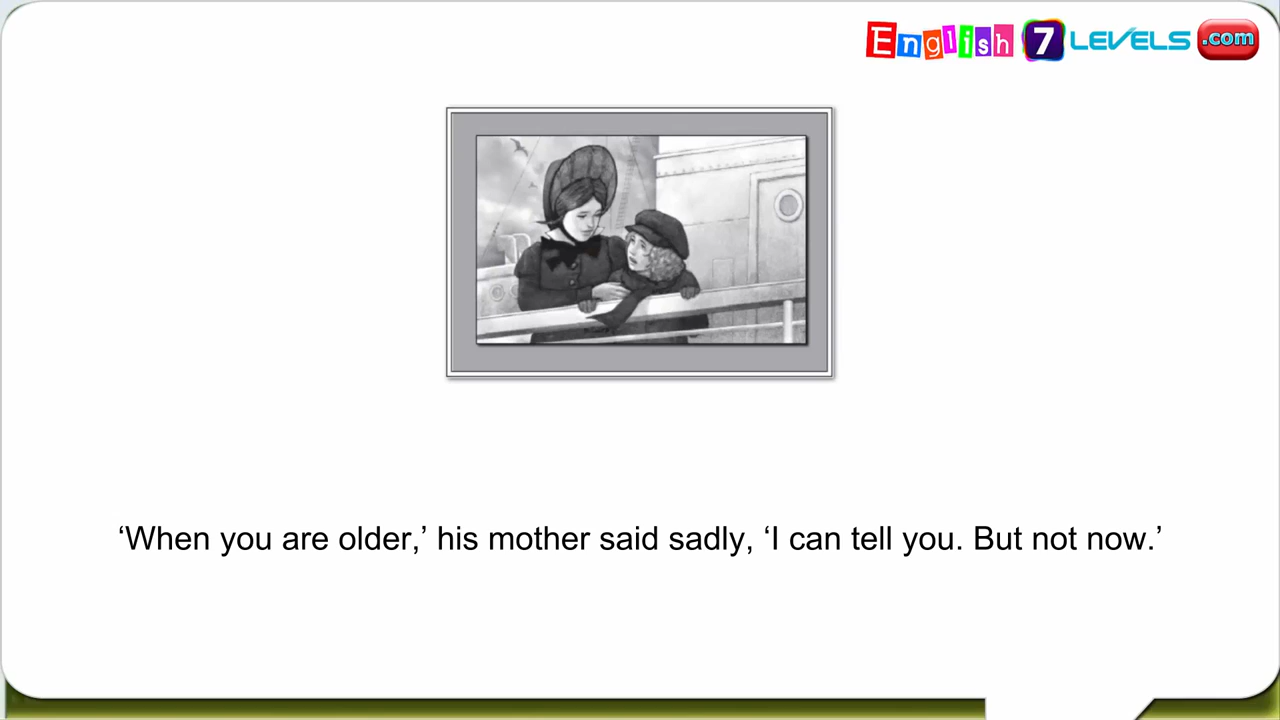 English 7 LEVELS .com
‘When you are older,’ his mother said sadly, ‘I can tell you. But not now.’